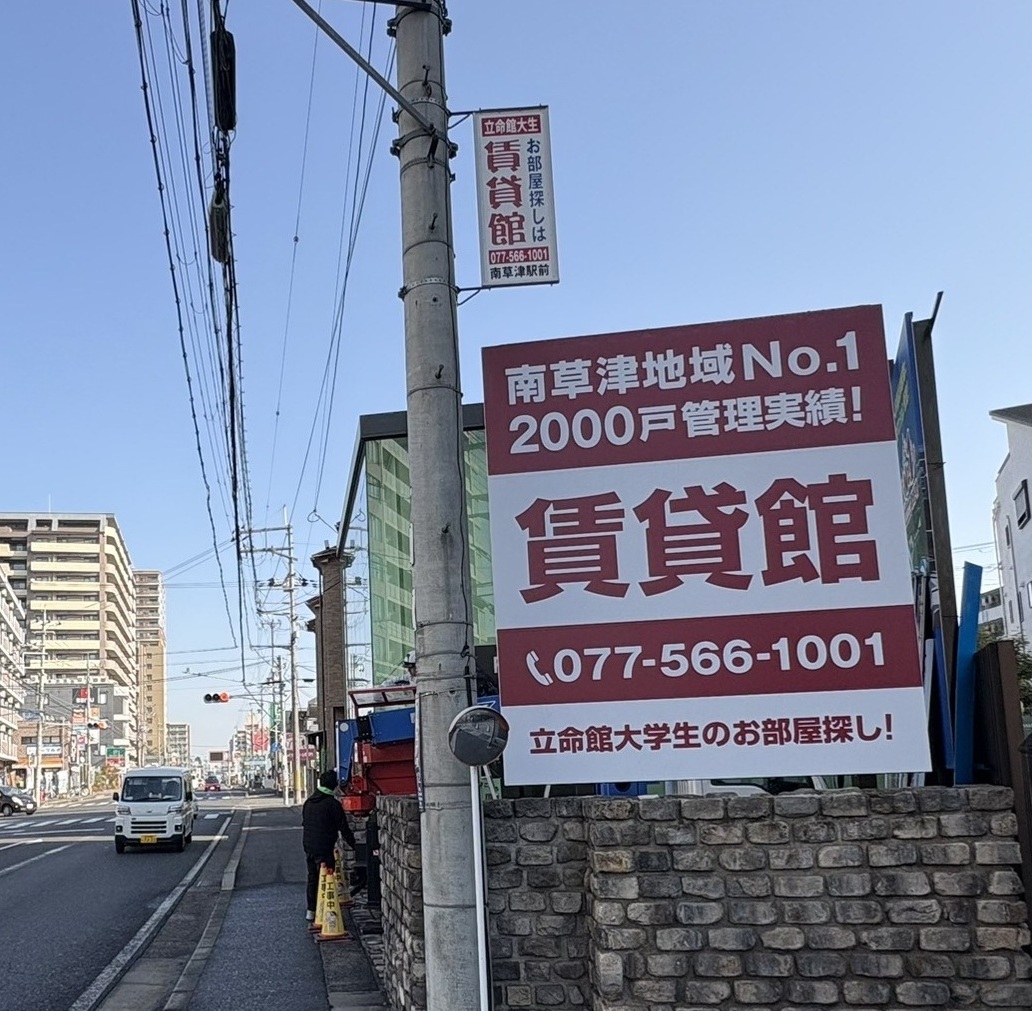 立命館大生
お部屋探しは
賃貸館
077-566-1001
南草津駅前
南草津地域No.1
2000戸管理実績!
賃貸館
077-566-1001
立命館大学生のお部屋探し!
工事中